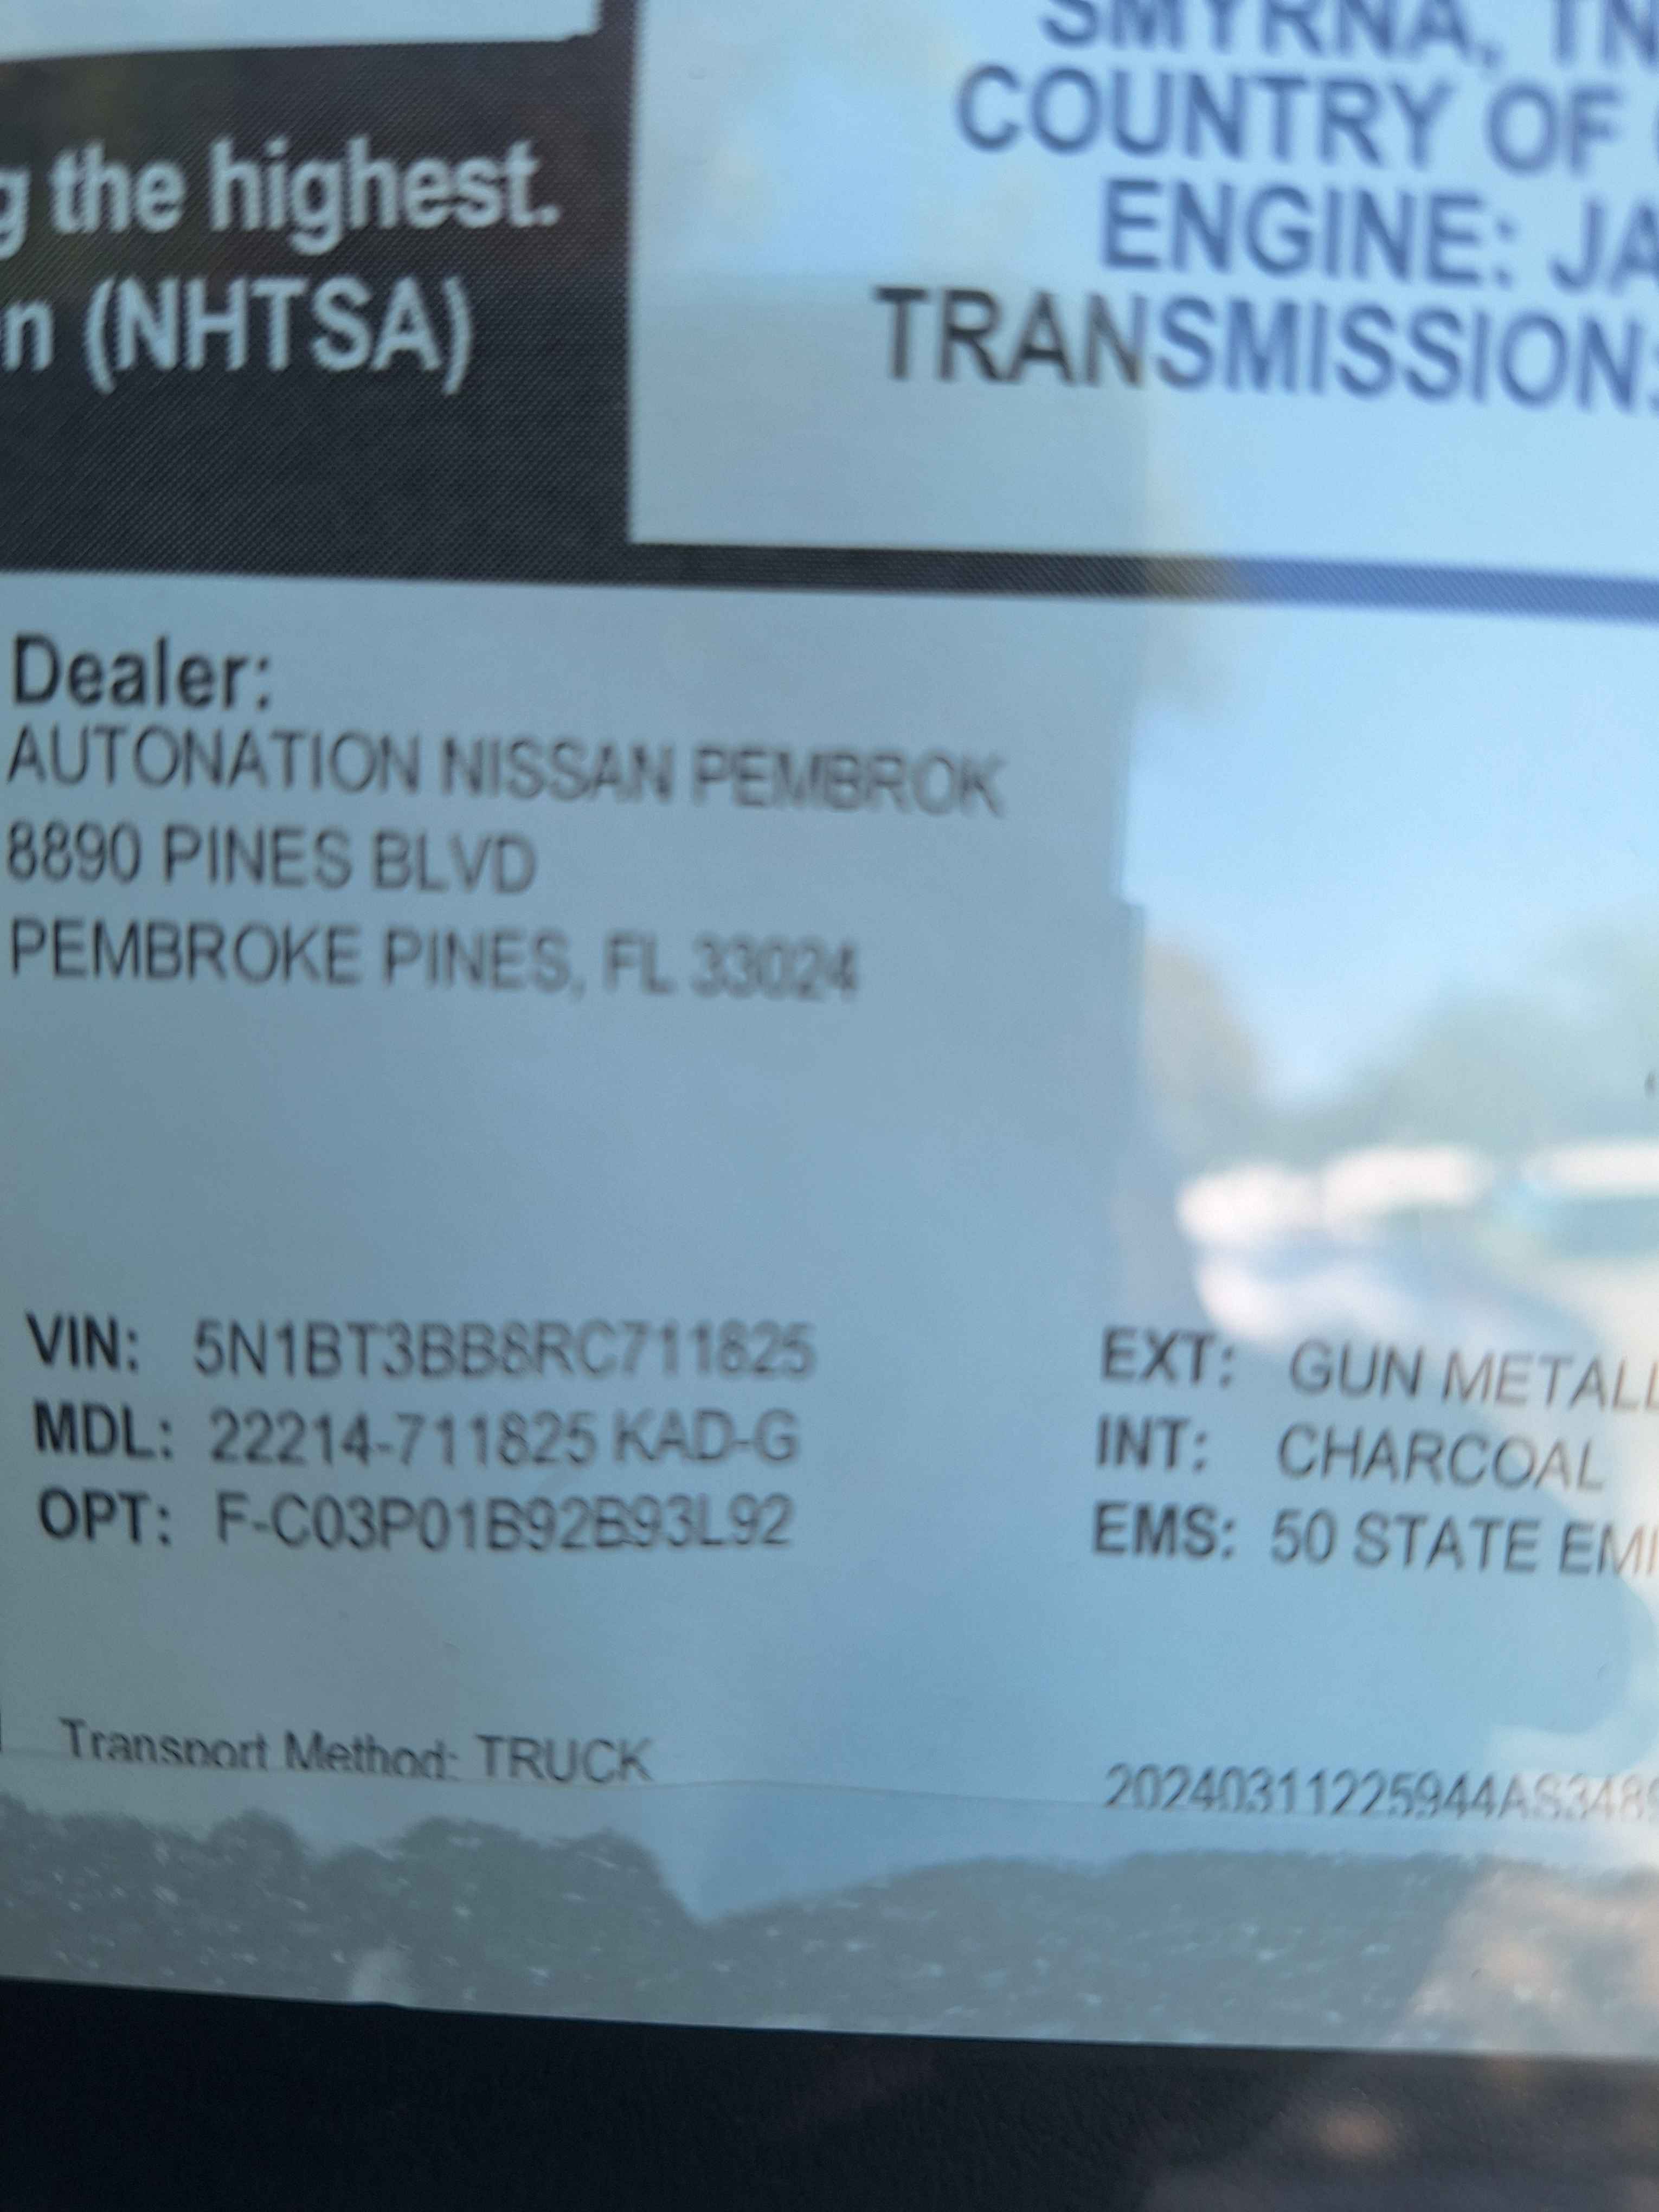 g the highest.
n (NHTSA)
SMYRNA, TN
COUNTRY OF
ENGINE: JA
TRANSMISSION:
Dealer:
AUTONATION NISSAN PEMBROK
8890 PINES BLVD
PEMBROKE PINES, FL 33024
VIN: 5N1BT3BB8RC711825
MDL: 22214-711825 KAD-G
OPT: F-C03P01B92B93L92
EXT: GUN METALL
INT: CHARCOAL
EMS: 50 STATE EMI
Transport Method: TRUCK
20240311225944AS3489